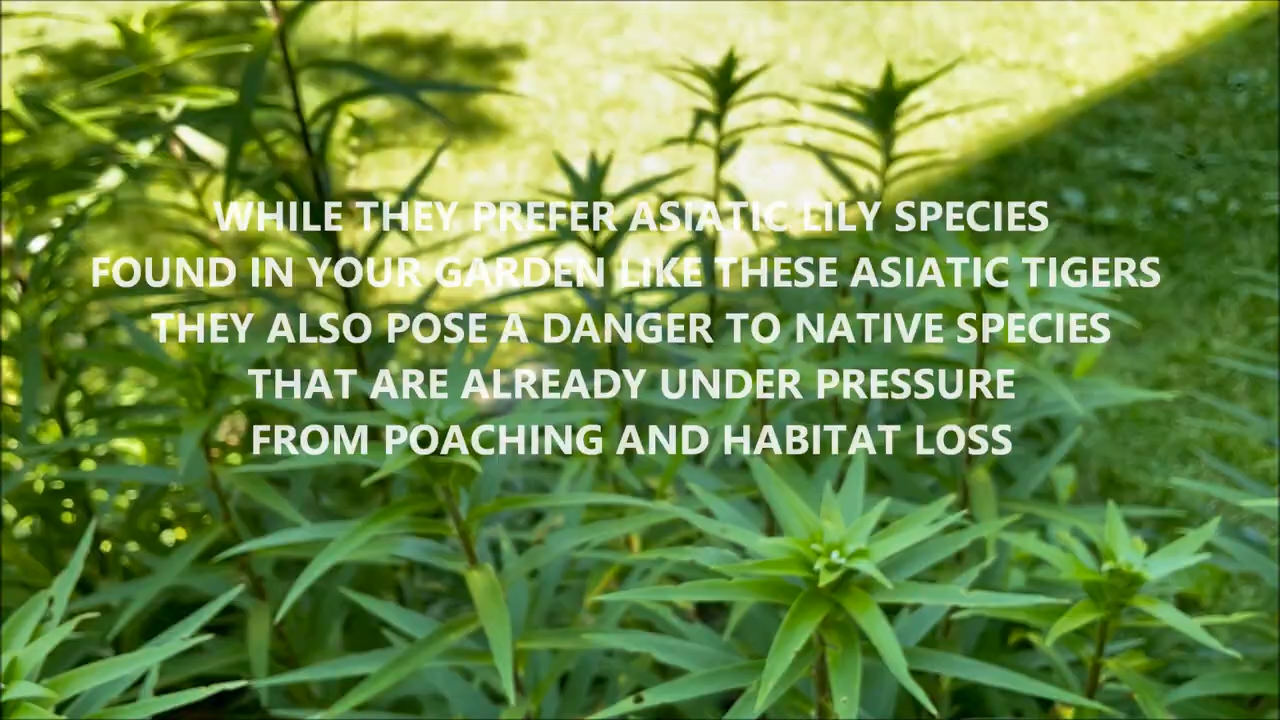 WHILE THEY PREFER ASIATIC LILY SPECIES
FOUND IN YOUR GARDEN LIKE THESE ASIATIC TIGERS
THEY ALSO POSE A DANGER TO NATIVE SPECIES
THAT ARE ALREADY UNDER PRESSURE
FROM POACHING AND HABITAT LOSS